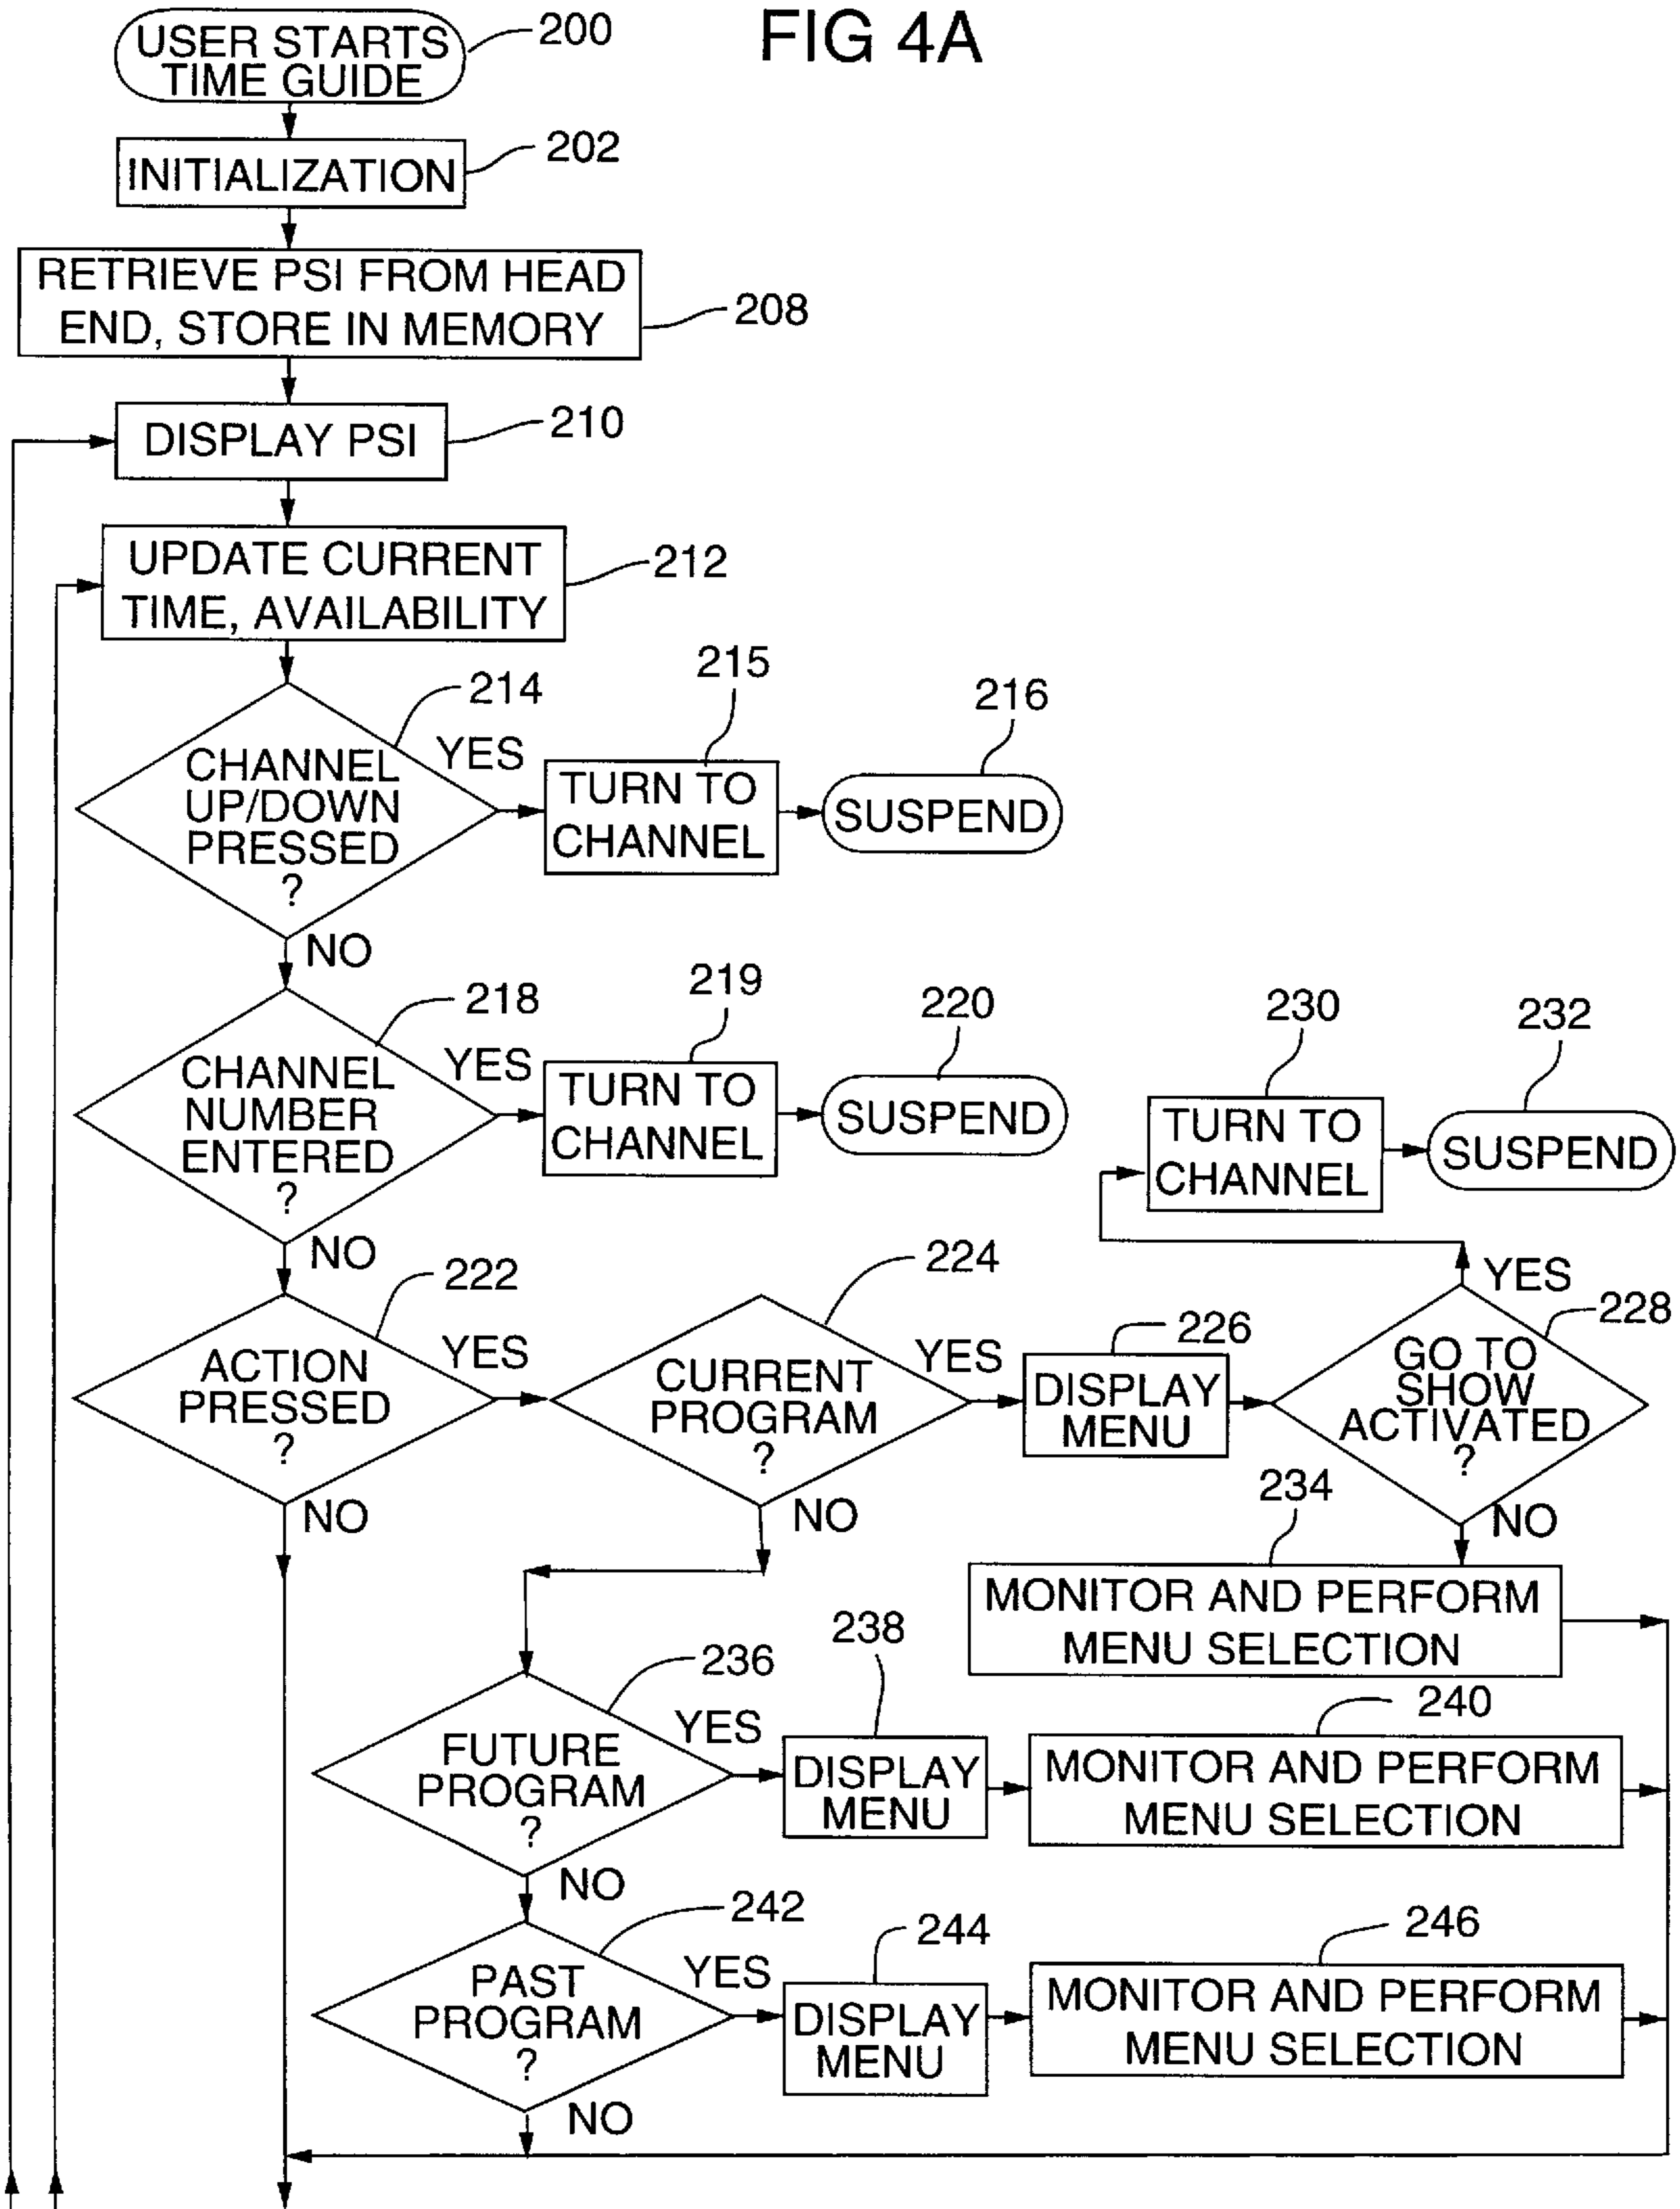 FIG 4A
USER STARTS
TIME GUIDE
200
INITIALIZATION
202
RETRIEVE PSI FROM HEAD
END, STORE IN MEMORY
208
DISPLAY PSI
210
UPDATE CURRENT
TIME, AVAILABILITY
212
214
CHANNEL
UP/DOWN
PRESSED
?
YES
215
TURN TO
CHANNEL
216
SUSPEND
NO
218
CHANNEL
NUMBER
ENTERED
?
YES
219
TURN TO
CHANNEL
220
SUSPEND
230
TURN TO
CHANNEL
232
SUSPEND
NO
222
ACTION
PRESSED
?
YES
224
CURRENT
PROGRAM
?
YES
226
DISPLAY
MENU
YES
228
GO TO
SHOW
ACTIVATED
?
NO
NO
NO
234
MONITOR AND PERFORM
MENU SELECTION
236
FUTURE
PROGRAM
?
YES
238
DISPLAY
MENU
240
MONITOR AND PERFORM
MENU SELECTION
NO
242
PAST
PROGRAM
?
YES
244
DISPLAY
MENU
246
MONITOR AND PERFORM
MENU SELECTION
NO